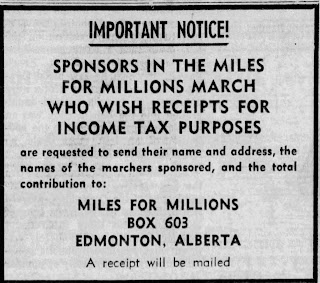 IMPORTANT NOTICE!
SPONSORS IN THE MILES
FOR MILLIONS MARCH
WHO WISH RECEIPTS FOR
INCOME TAX PURPOSES
are requested to send their name and address, the
names of the marchers sponsored, and the total
contribution to:
MILES FOR MILLIONS
BOX 603
EDMONTON, ALBERTA
A receipt will be mailed